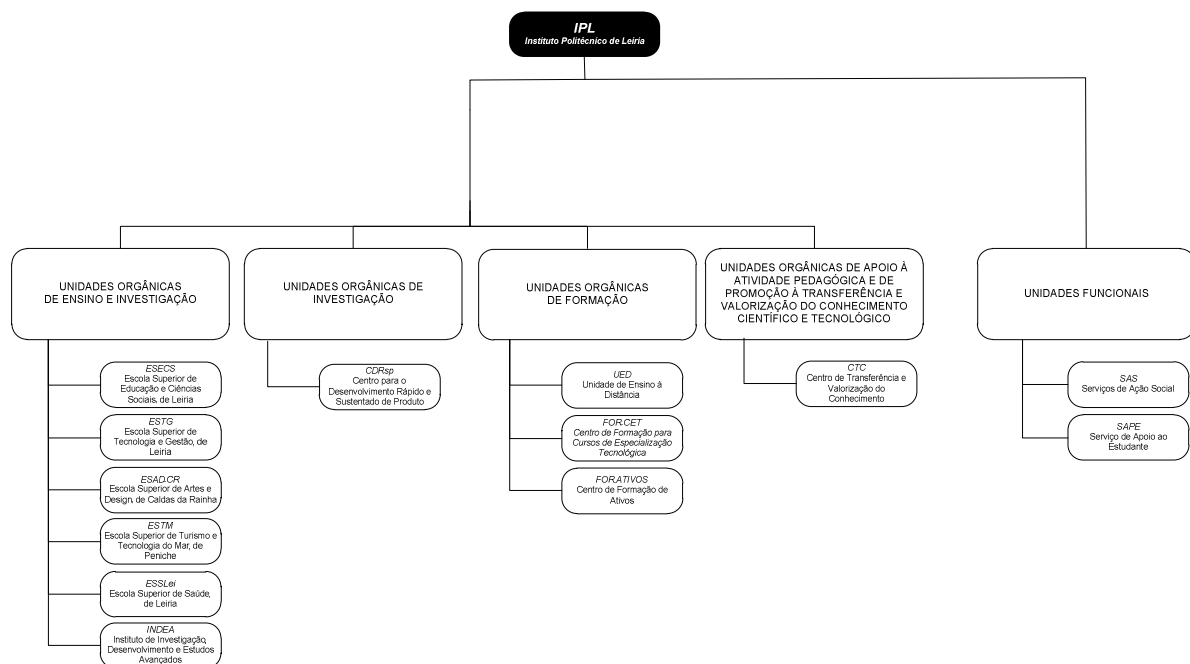 IPL
Instituto Politécnico de Leiria
UNIDADES ORGÂNICAS
DE ENSINO E INVESTIGAÇÃO
ESECS
Escola Superior de
Educação e Ciências
Sociais, de Leiria
ESTG
Escola Superior de
Tecnologia e Gestão, de
Leiria
ESAD.CR
Escola Superior de Artes e
Design, de Caldas da Rainha
ESTM
Escola Superior de Turismo e
Tecnologia do Mar, de
Peniche
ESSLei
Escola Superior de Saúde,
de Leiria
INDEA
Instituto de Investigação,
Desenvolvimento e Estudos
Avançados
UNIDADES ORGÂNICAS DE
INVESTIGAÇÃO
CDRsp
Centro para o
Desenvolvimento Rápido e
Sustentado de Produto
UNIDADES ORGÂNICAS
DE FORMAÇÃO
UED
Unidade de Ensino à
Distância
FOR.CET
Centro de Formação para
Cursos de Especialização
Tecnológica
FOR.ATIVOS
Centro de Formação de
Ativos
UNIDADES ORGÂNICAS DE APOIO À
ATIVIDADE PEDAGÓGICA E DE
PROMOÇÃO À TRANSFERÊNCIA E
VALORIZAÇÃO DO CONHECIMENTO
CIENTÍFICO E TECNOLÓGICO
CTC
Centro de Transferência e
Valorização do
Conhecimento
UNIDADES FUNCIONAIS
SAS
Serviços de Ação Social
SAPE
Serviço de Apoio ao
Estudante